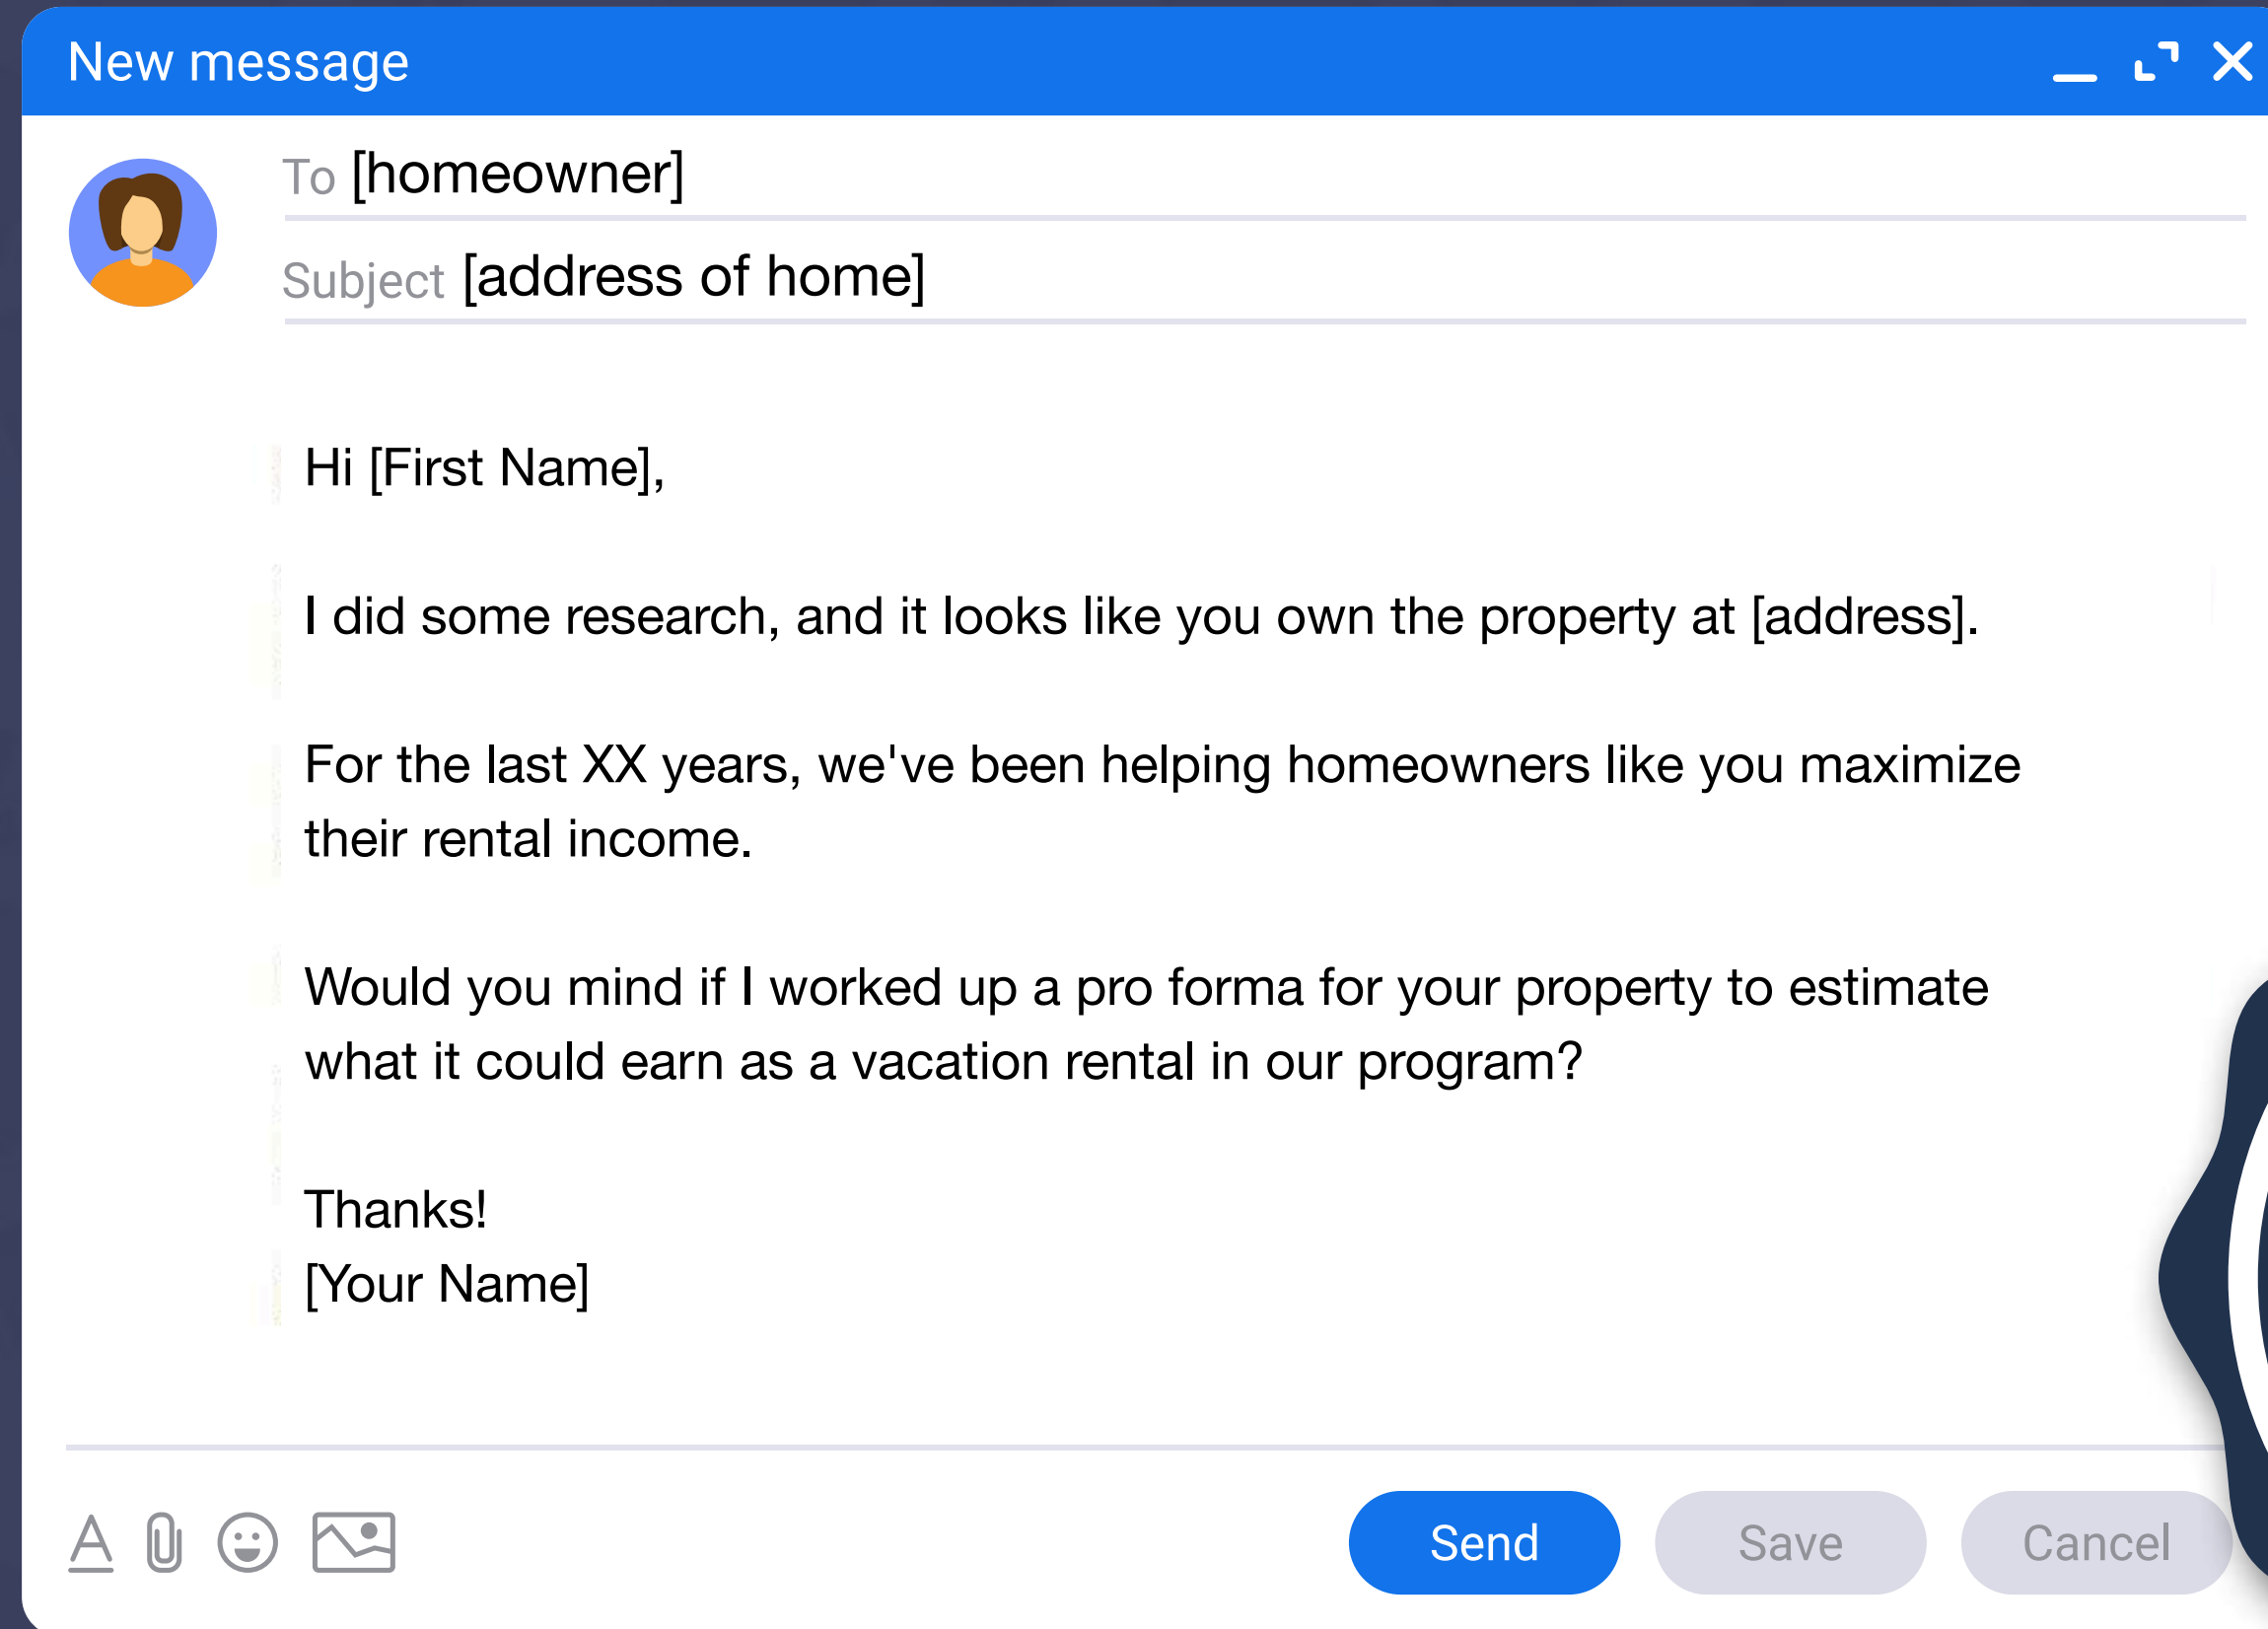 New message
To [homeowner]
Subject [address of home]
Hi [First Name],
I did some research, and it looks like you own the property at [address].
For the last XX years, we've been helping homeowners like you maximize
their rental income.
Would you mind if I worked up a pro forma for your property to estimate
what it could earn as a vacation rental in our program?
Thanks!
[Your Name]
A
Send Save Cancel